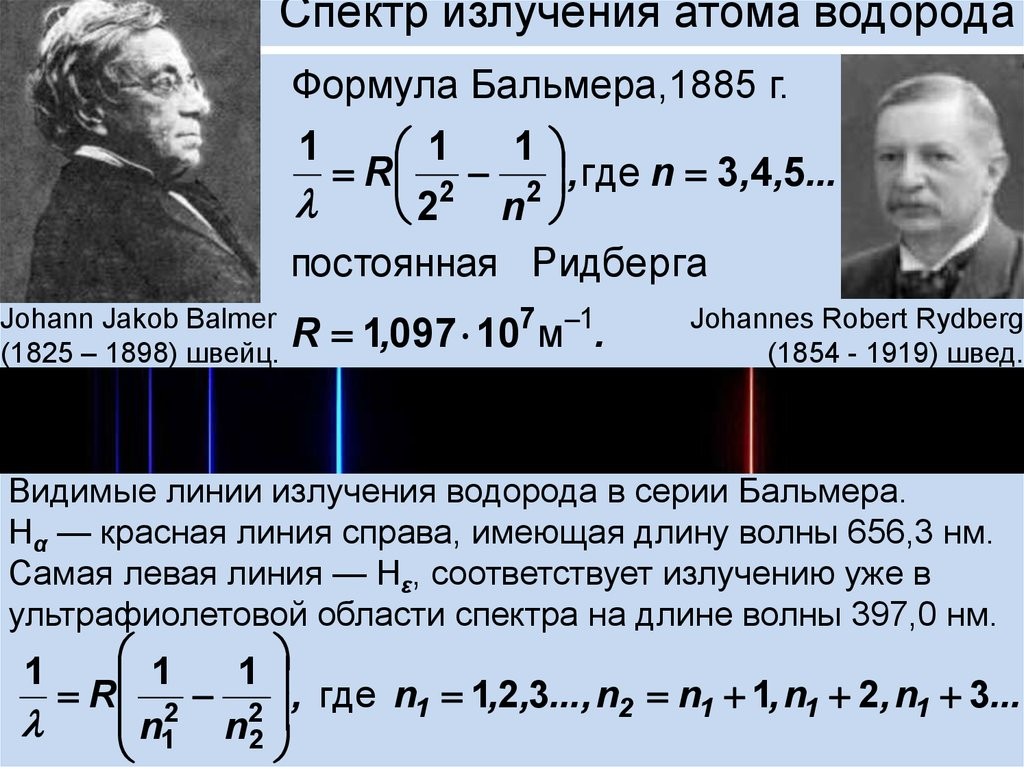 Спектр излучения атома водорода
Формула Бальмера,1885 г.
1/λ = R(1/2² − 1/n²), где n = 3,4,5...
постоянная Ридберга
Johann Jakob Balmer
(1825 – 1898) швейц.
R = 1,097·10⁷ м⁻¹.
Johannes Robert Rydberg
(1854 - 1919) швед.
Видимые линии излучения водорода в серии Бальмера.
Hα — красная линия справа, имеющая длину волны 656,3 нм.
Самая левая линия — Hε, соответствует излучению уже в
ультрафиолетовой области спектра на длине волны 397,0 нм.
1/λ = R(1/n₁² − 1/n₂²), где n₁ = 1,2,3..., n₂ = n₁ + 1, n₁ + 2, n₁ + 3...